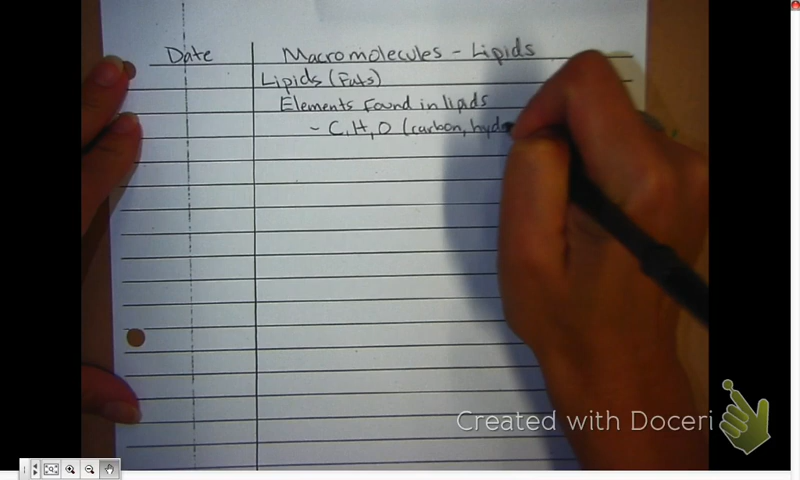 Date Macromolecules - Lipids
Lipids (Fats)
Elements found in lipids
- C, H, O (carbon, hyd
Created with Doceri